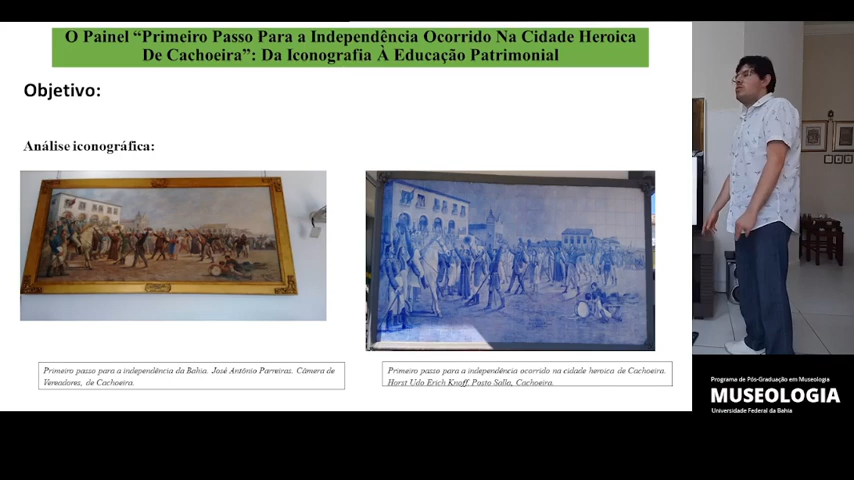 O Painel “Primeiro Passo Para a Independência Ocorrido Na Cidade Heroica
De Cachoeira”: Da Iconografia À Educação Patrimonial
Objetivo:
Análise iconográfica:
Primeiro passo para a independência da Bahia. José Antônio Parreiras. Câmera de
Vereadores, de Cachoeira.
Primeiro passo para a independência ocorrido na cidade heroica de Cachoeira.
Horst Udo Erich Knoff. Posto Salla, Cachoeira.
Programa de Pós-Graduação em Museologia
MUSEOLOGIA
Universidade Federal da Bahia